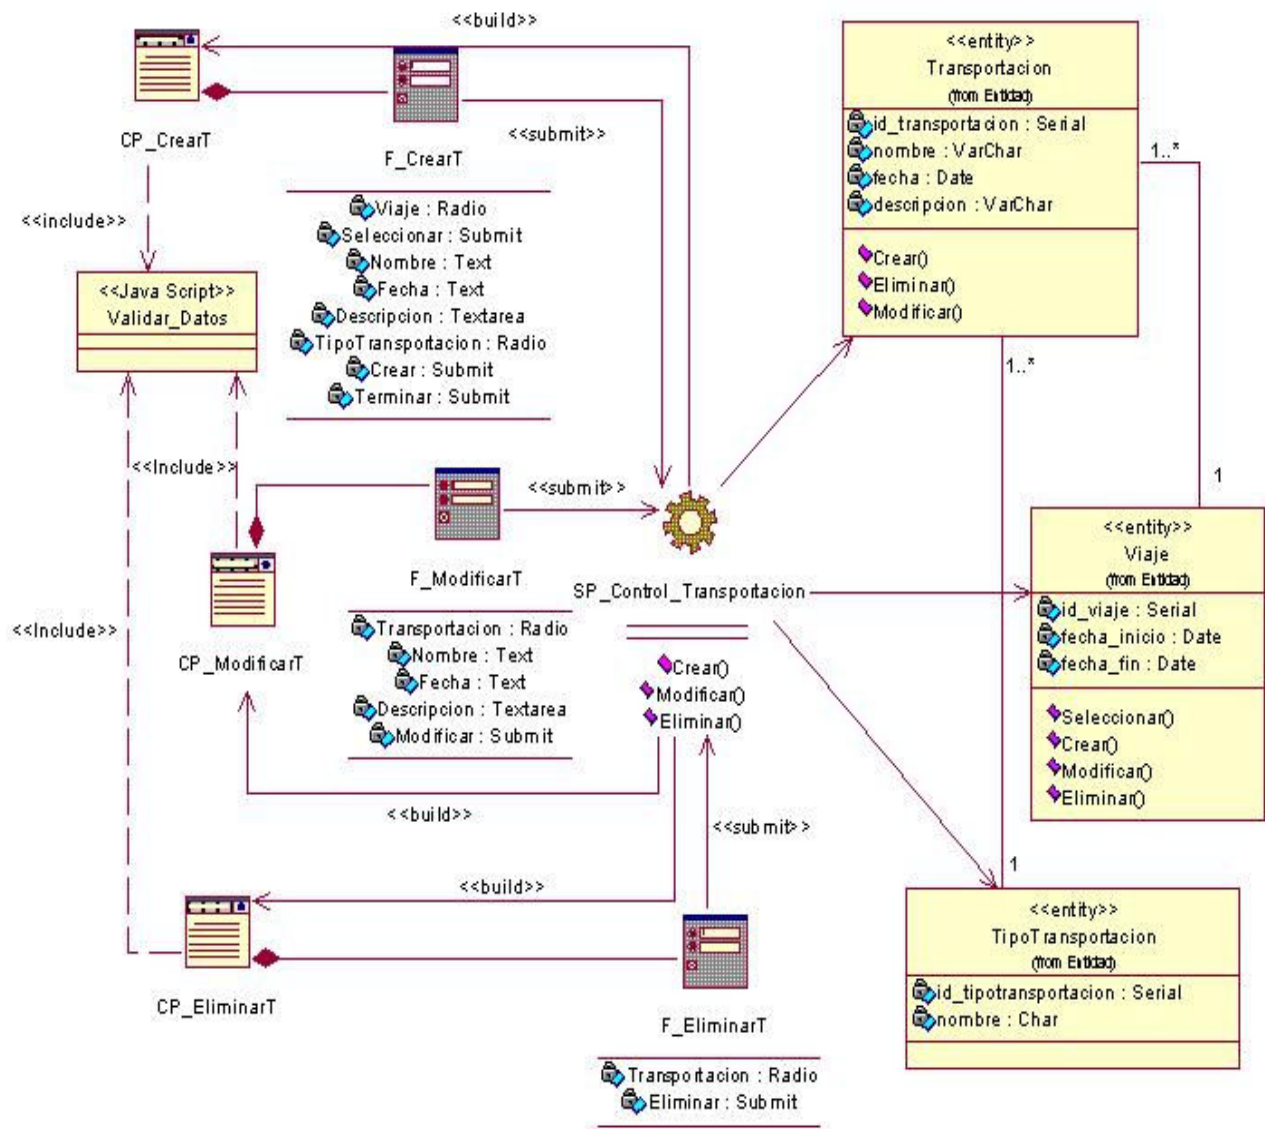 <<build>>
CP_CrearT
<<submit>>
F_CrearT
Viaje : Radio
Seleccionar : Submit
Nombre : Text
Fecha : Text
Descripcion : Textarea
TipoTransportacion : Radio
Crear : Submit
Terminar : Submit
<<include>>
<<Java Script>>
Validar_Datos
<<entity>>
Transportacion
(from Entidad)
id_transportacion : Serial
nombre : VarChar
fecha : Date
descripcion : VarChar
Crear()
Eliminar()
Modificar()
1..*
1..*
<<Include>>
<<submit>>
F_ModificarT
Transportacion : Radio
Nombre : Text
Fecha : Text
Descripcion : Textarea
Modificar : Submit
CP_ModificarT
<<Include>>
SP_Control_Transportacion
Crear()
Modificar()
Eliminar()
1
<<entity>>
Viaje
(from Entidad)
id_viaje : Serial
fecha_inicio : Date
fecha_fin : Date
Seleccionar()
Crear()
Modificar()
Eliminar()
<<build>>
<<submit>>
<<build>>
CP_EliminarT
F_EliminarT
Transportacion : Radio
Eliminar : Submit
1
<<entity>>
TipoTransportacion
(from Entidad)
id_tipotransportacion : Serial
nombre : Char